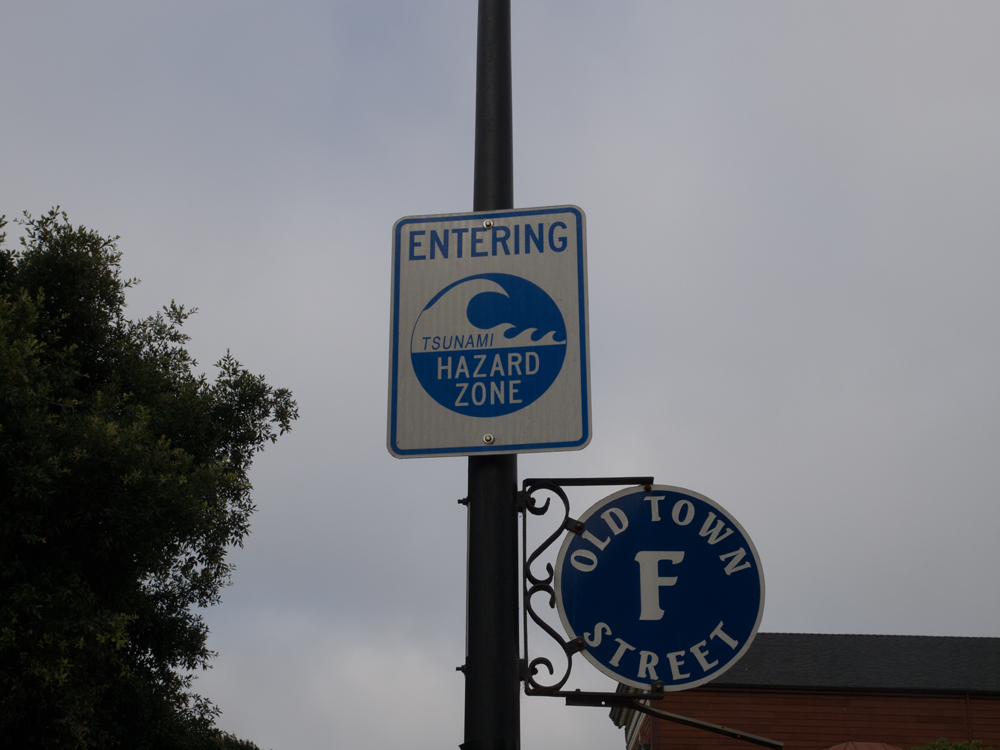 ENTERING
TSUNAMI
HAZARD
ZONE
OLD TOWN
F
STREET